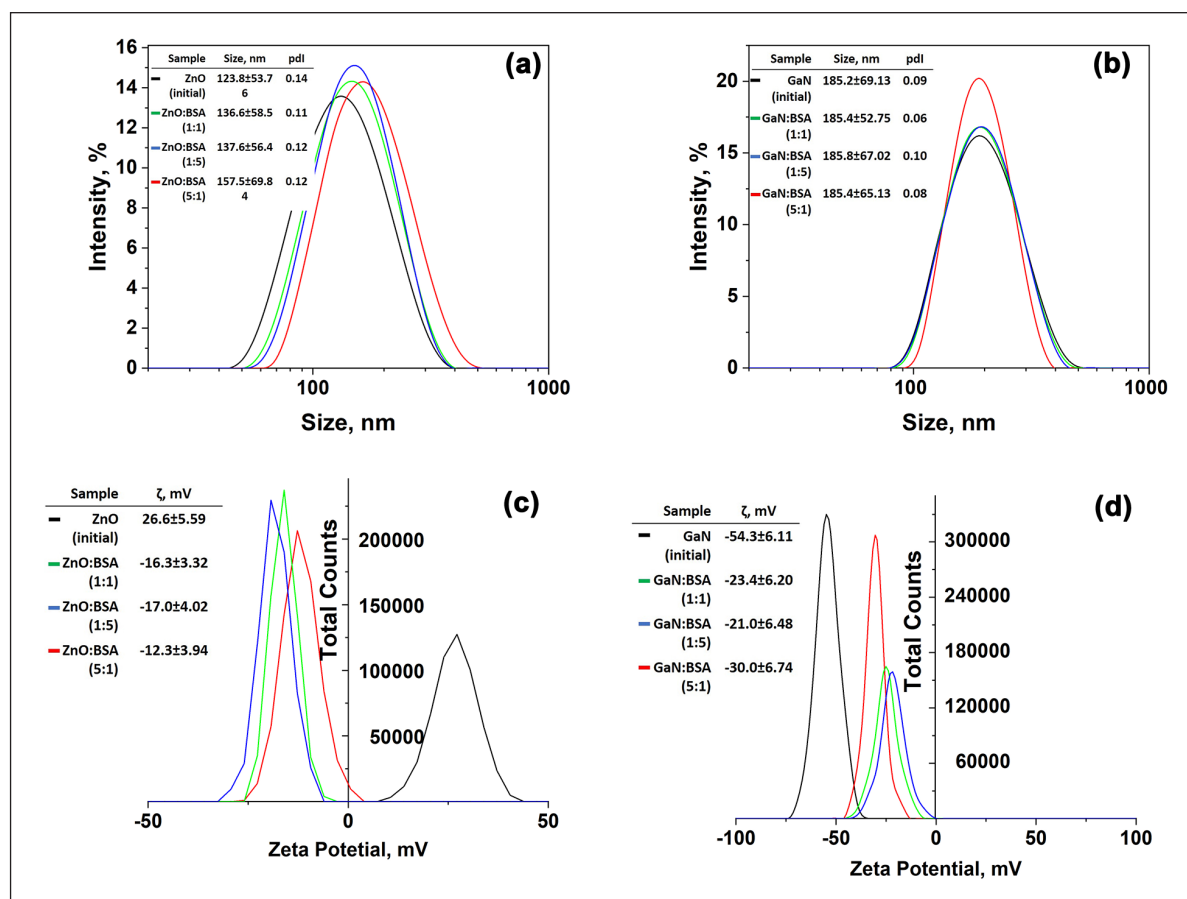 (a)
Sample Size, nm pdI
ZnO 123.8±53.7 0.14
(initial) 6
ZnO:BSA 136.6±58.5 0.11
(1:1)
ZnO:BSA 137.6±56.4 0.12
(1:5)
ZnO:BSA 157.5±69.8 0.12
(5:1) 4
16
14
12
10
8
6
4
2
0
Intensity, %
100 1000
Size, nm
(b)
Sample Size, nm pdI
GaN 185.2±69.13 0.09
(initial)
GaN:BSA 185.4±52.75 0.06
(1:1)
GaN:BSA 185.8±67.02 0.10
(1:5)
GaN:BSA 185.4±65.13 0.08
(5:1)
20
15
10
5
0
Intensity, %
100 1000
Size, nm
(c)
Sample ζ, mV
ZnO 26.6±5.59
(initial)
ZnO:BSA -16.3±3.32
(1:1)
ZnO:BSA -17.0±4.02
(1:5)
ZnO:BSA -12.3±3.94
(5:1)
Total Counts
200000
150000
100000
50000
-50 0 50
Zeta Potetial, mV
(d)
Sample ζ, mV
GaN -54.3±6.11
(initial)
GaN:BSA -23.4±6.20
(1:1)
GaN:BSA -21.0±6.48
(1:5)
GaN:BSA -30.0±6.74
(5:1)
Total Counts
300000
240000
180000
120000
60000
-100 -50 0 50 100
Zeta Potential, mV